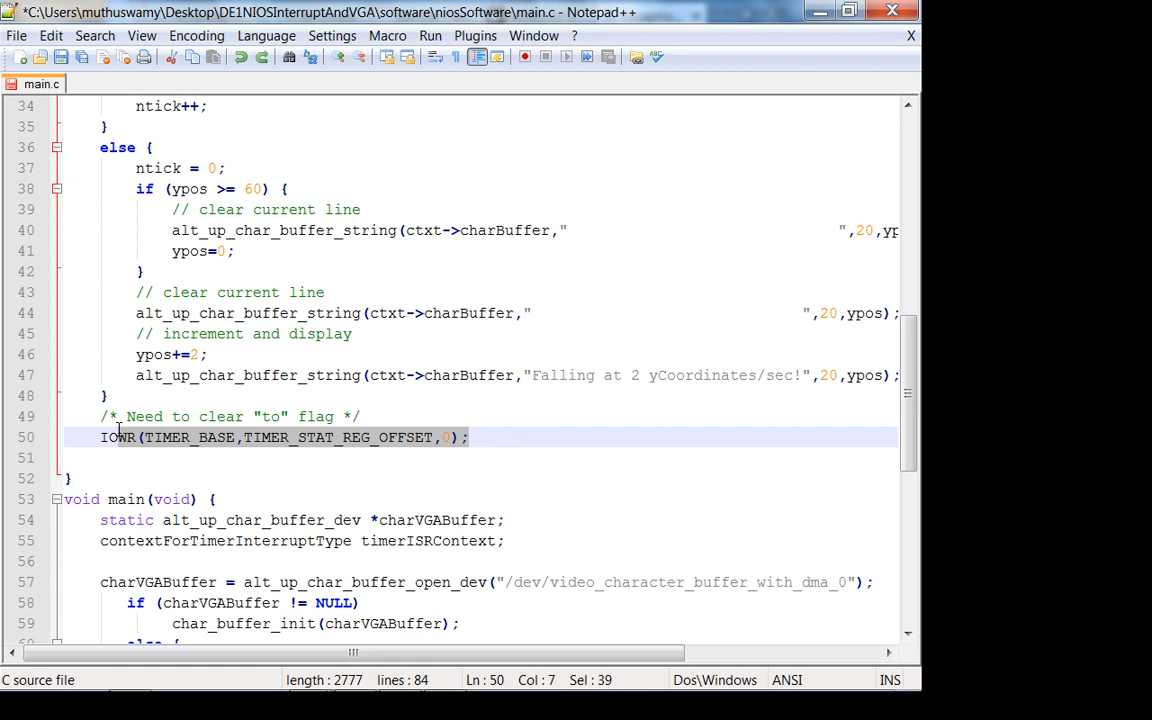 *C:\Users\muthuswamy\Desktop\DE1NIOSInterruptAndVGA\software\niosSoftware\main.c - Notepad++
File Edit Search View Encoding Language Settings Macro Run Plugins Window ? X
main.c
34 ntick++;
35 }
36 else {
37 ntick = 0;
38 if (ypos >= 60) {
39 // clear current line
40 alt_up_char_buffer_string(ctxt->charBuffer," ",20,yp
41 ypos=0;
42 }
43 // clear current line
44 alt_up_char_buffer_string(ctxt->charBuffer," ",20,ypos);
45 // increment and display
46 ypos+=2;
47 alt_up_char_buffer_string(ctxt->charBuffer,"Falling at 2 yCoordinates/sec!",20,ypos);
48 }
49 /* Need to clear "to" flag */
50 IOWR(TIMER_BASE,TIMER_STAT_REG_OFFSET,0);
51
52 }
53 void main(void) {
54 static alt_up_char_buffer_dev *charVGABuffer;
55 contextForTimerInterruptType timerISRContext;
56
57 charVGABuffer = alt_up_char_buffer_open_dev("/dev/video_character_buffer_with_dma_0");
58 if (charVGABuffer != NULL)
59 char_buffer_init(charVGABuffer);
60 else {
C source file length : 2777 lines : 84 Ln : 50 Col : 7 Sel : 39 Dos\Windows ANSI INS